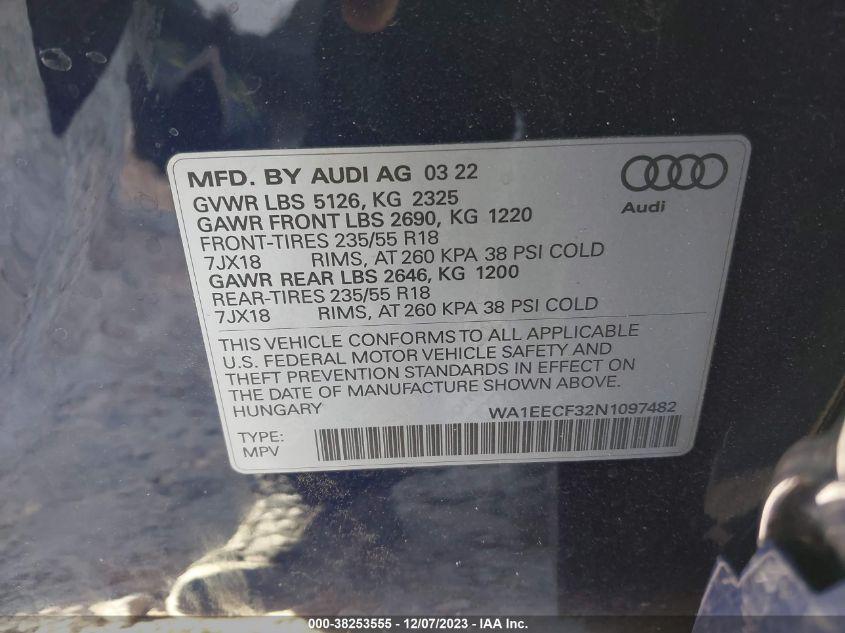 MFD. BY AUDI AG 03 22
GVWR LBS 5126, KG 2325
GAWR FRONT LBS 2690, KG 1220
FRONT-TIRES 235/55 R18
7JX18 RIMS, AT 260 KPA 38 PSI COLD
GAWR REAR LBS 2646, KG 1200
REAR-TIRES 235/55 R18
7JX18 RIMS, AT 260 KPA 38 PSI COLD
Audi
THIS VEHICLE CONFORMS TO ALL APPLICABLE
U.S. FEDERAL MOTOR VEHICLE SAFETY AND
THEFT PREVENTION STANDARDS IN EFFECT ON
THE DATE OF MANUFACTURE SHOWN ABOVE.
HUNGARY WA1EECF32N1097482
TYPE:
MPV
000-38253555 - 12/07/2023 - IAA Inc.